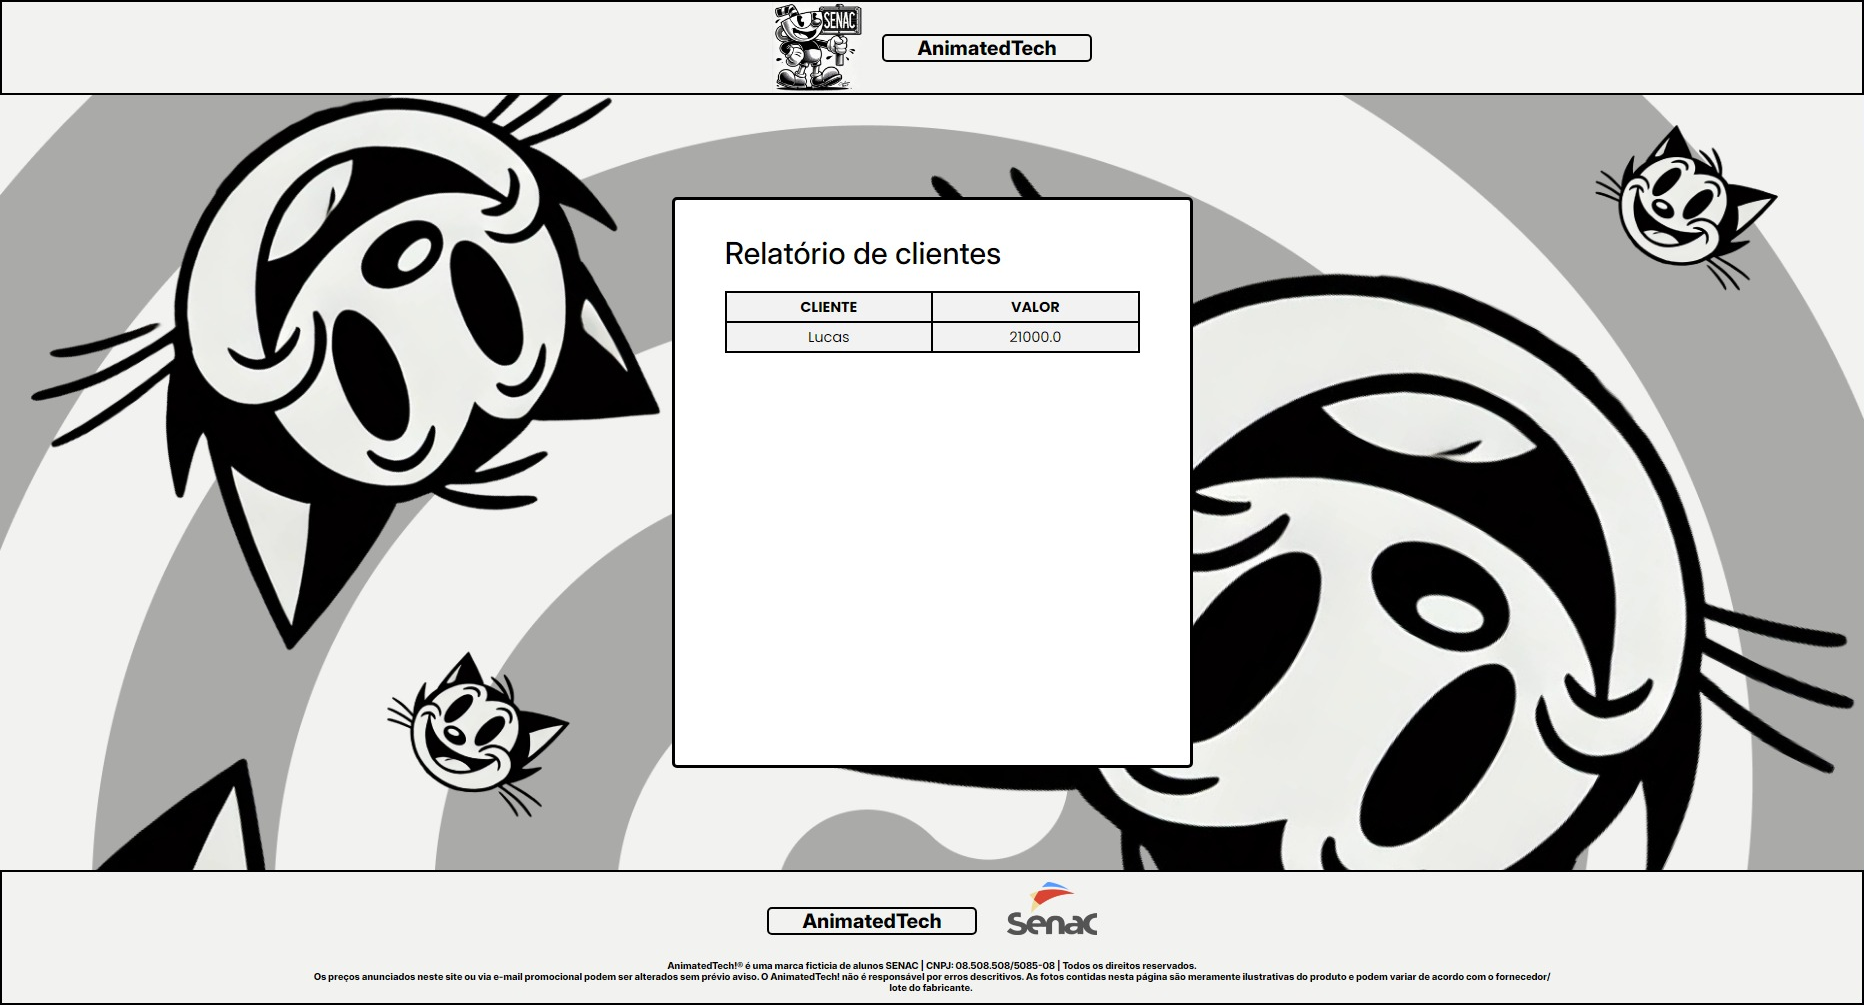 SENAC
AnimatedTech
Relatório de clientes
CLIENTE VALOR
Lucas 21000.0
AnimatedTech
Senac
AnimatedTech!® é uma marca ficticia de alunos SENAC | CNPJ: 08.508.508/5085-08 | Todos os direitos reservados.
Os preços anunciados neste site ou via e-mail promocional podem ser alterados sem prévio aviso. O AnimatedTech! não é responsável por erros descritivos. As fotos contidas nesta página são meramente ilustrativas do produto e podem variar de acordo com o fornecedor/
lote do fabricante.